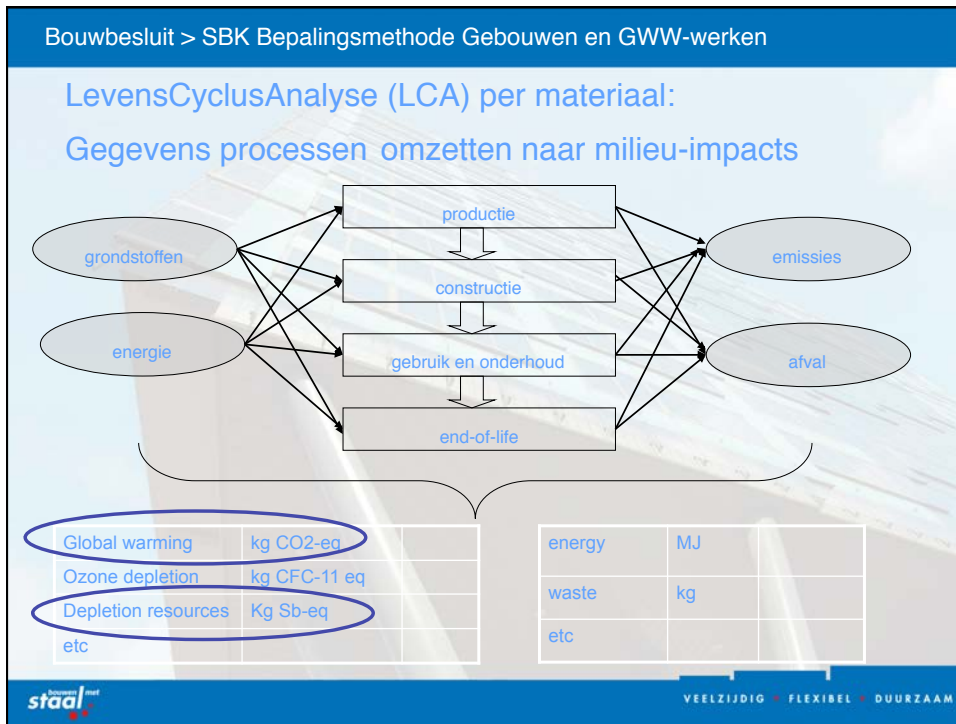 Bouwbesluit > SBK Bepalingsmethode Gebouwen en GWW-werken
LevensCyclusAnalyse (LCA) per materiaal:
Gegevens processen omzetten naar milieu-impacts
productie
grondstoffen
emissies
constructie
energie
gebruik en onderhoud
afval
end-of-life
Global warming kg CO2-eq
Ozone depletion kg CFC-11 eq
Depletion resources Kg Sb-eq
etc
energy MJ
waste kg
etc
bouwen met
staal
VEELZIJDIG FLEXIBEL DUURZAAM